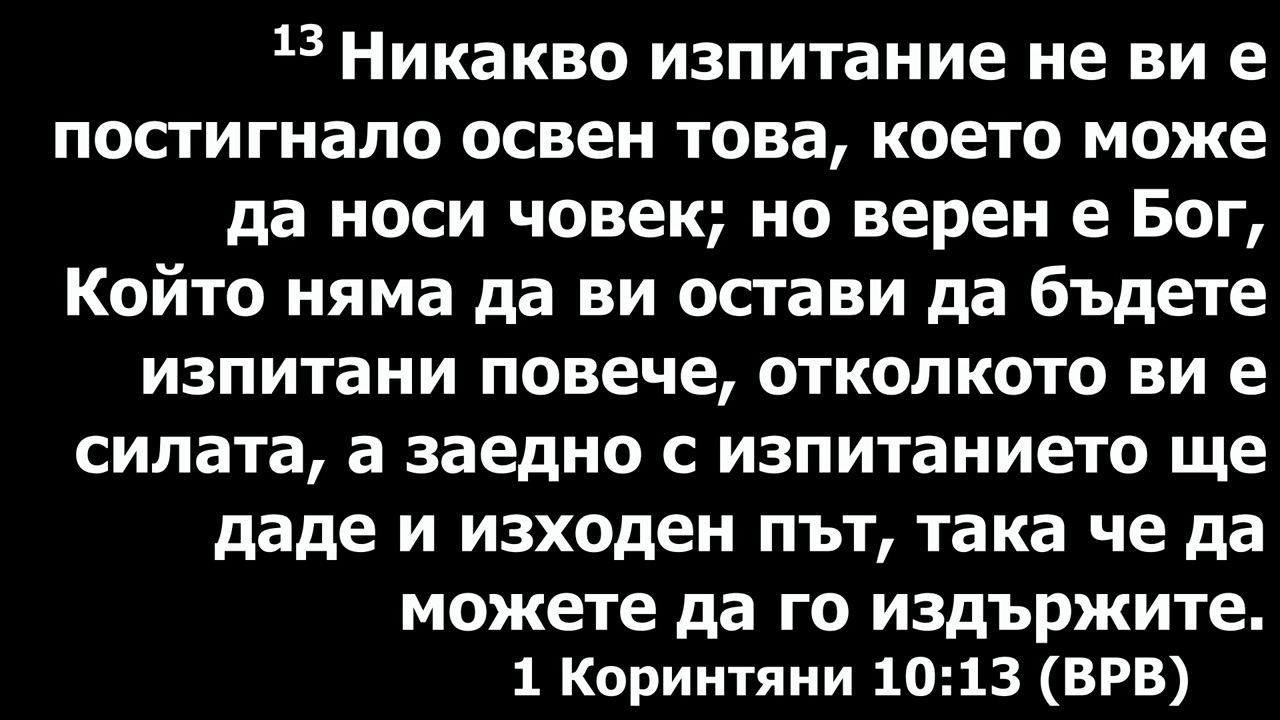 13 Никакво изпитание не ви е
постигнало освен това, което може
да носи човек; но верен е Бог,
Който няма да ви остави да бъдете
изпитани повече, отколкото ви е
силата, а заедно с изпитанието ще
даде и изходен път, така че да
можете да го издържите.
1 Коринтяни 10:13 (ВРВ)